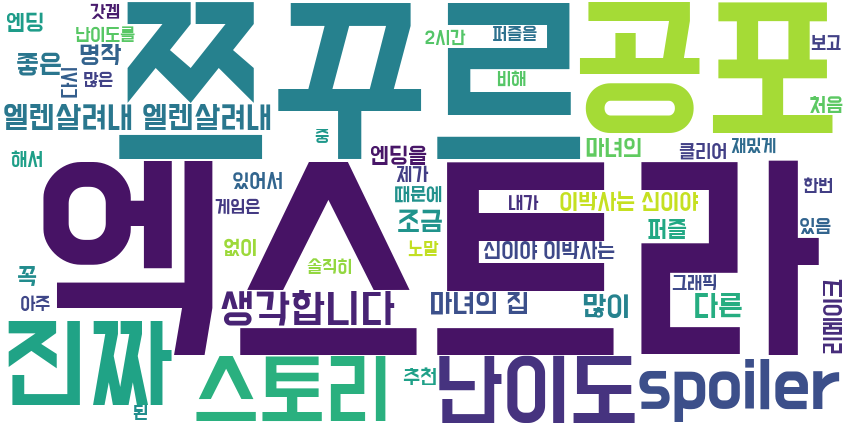 엔딩
갓겜
난이도를
쯔꾸르
2시간
퍼즐을
공포
보고
좋은
명작
IS다
많은
비해
처음
엘렌살려내 엘렌살려내
중
마녀의
클리어
재밌게
해서
엑스트라
엔딩을
있어서
제가
때문에
내가
이박사는 신이야
한번
게임은
조금
퍼즐
있음
없이
노말
신이야 이박사는
솔직히
꼭
아주
생각합니다
마녀의 집
많이
그래픽
다른
진짜
스토리
추천
난이도
spoiler
된